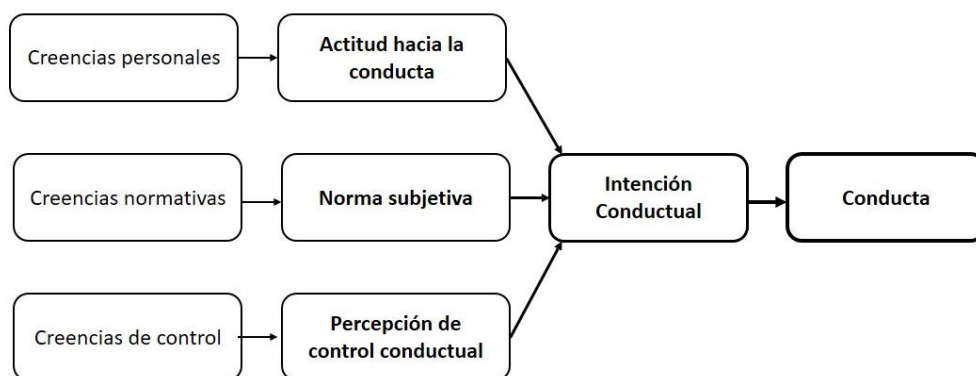 Creencias personales
Actitud hacia la
conducta
Creencias normativas
Norma subjetiva
Intención
Conductual
Conducta
Creencias de control
Percepción de
control conductual